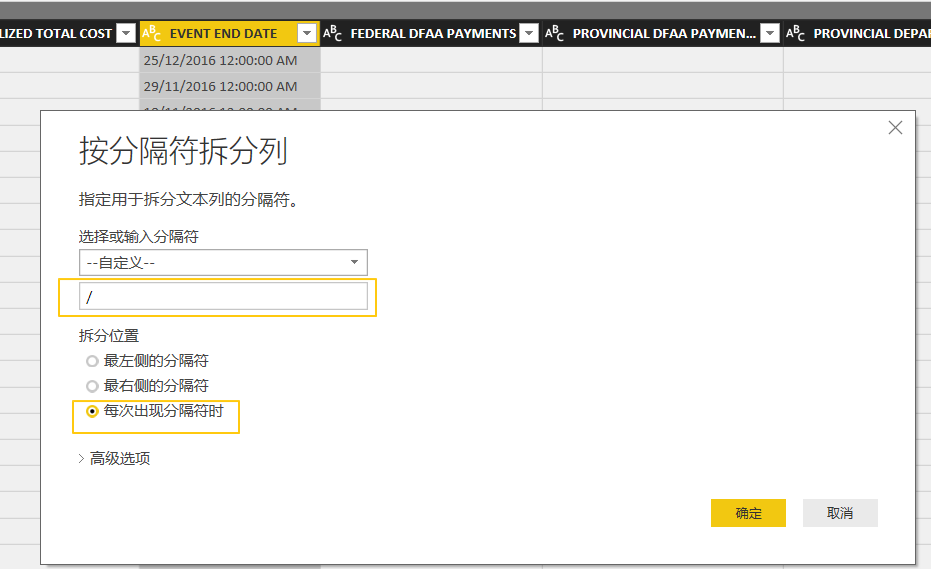 LIZED TOTAL COST ABC EVENT END DATE ABC FEDERAL DFAA PAYMENTS ABC PROVINCIAL DFAA PAYMEN... ABC PROVINCIAL DEPAR
25/12/2016 12:00:00 AM
29/11/2016 12:00:00 AM
按分隔符拆分列
指定用于拆分文本列的分隔符。
选择或输入分隔符
--自定义--
/
拆分位置
最左侧的分隔符
最右侧的分隔符
每次出现分隔符时
高级选项
确定 取消